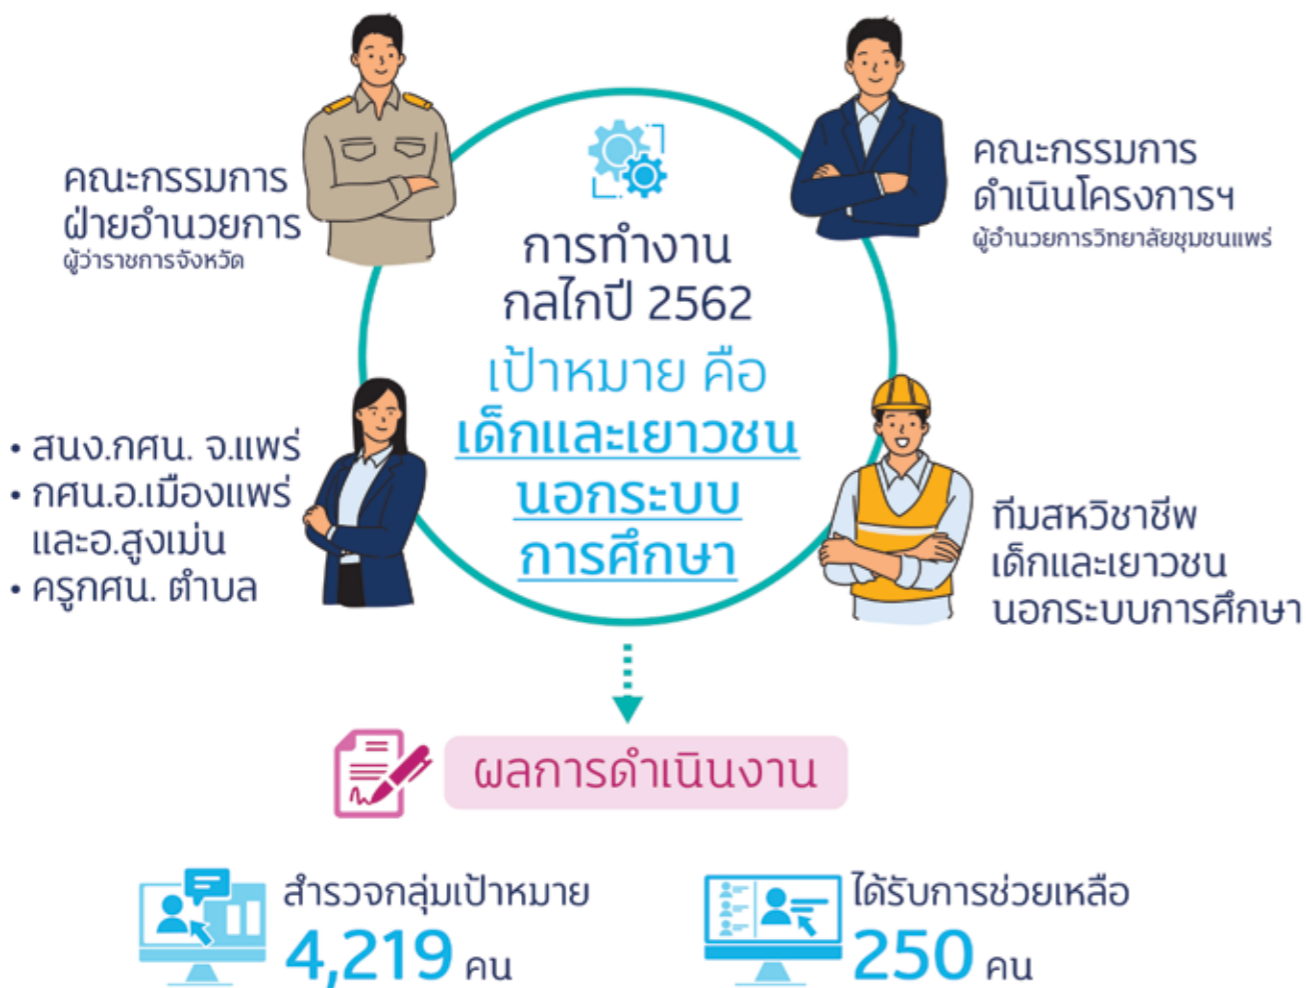 คณะกรรมการ
ฝ่ายอำนวยการ
ผู้ว่าราชการจังหวัด
คณะกรรมการ
ดำเนินโครงการฯ
ผู้อำนวยการวิทยาลัยชุมชนแพร่
การทำงาน
กลไกปี 2562
เป้าหมาย คือ
เด็กและเยาวชน
นอกระบบ
การศึกษา
• สนง.กศน. จ.แพร่
• กศน.อ.เมืองแพร่
และอ.สูงเม่น
• ครูกศน. ตำบล
ทีมสหวิชาชีพ
เด็กและเยาวชน
นอกระบบการศึกษา
ผลการดำเนินงาน
สำรวจกลุ่มเป้าหมาย
4,219 คน
ได้รับการช่วยเหลือ
250 คน